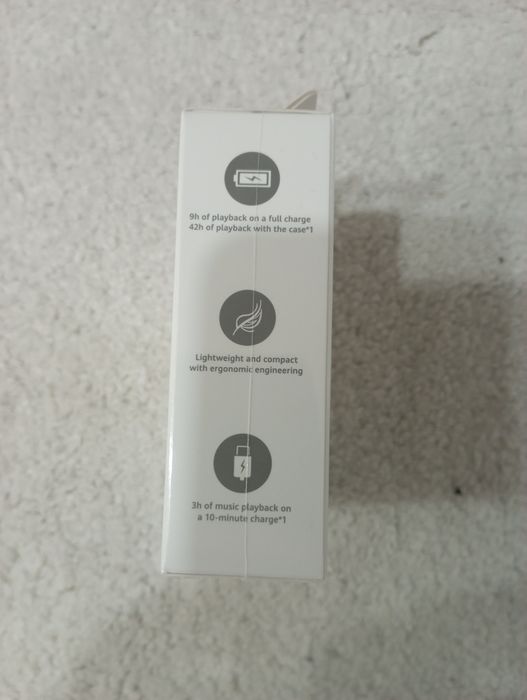 9h of playback on a full charge
42h of playback with the case*1
Lightweight and compact
with ergonomic engineering
3h of music playback on
a 10-minute charge*1